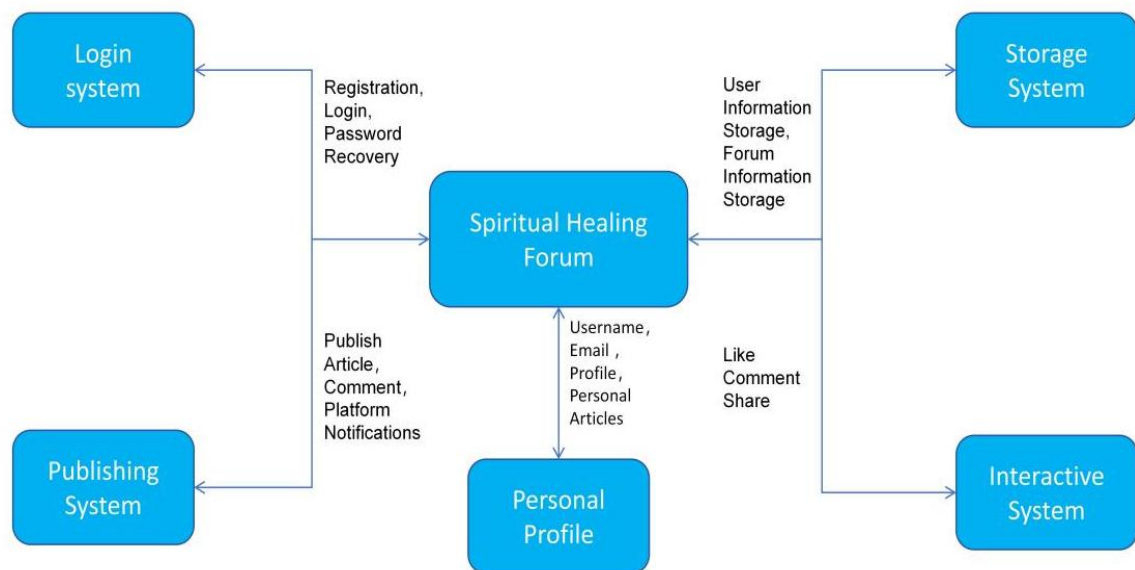 Login
system
Registration,
Login,
Password
Recovery
User
Information
Storage,
Forum
Information
Storage
Storage
System
Spiritual Healing
Forum
Publish
Article,
Comment,
Platform
Notifications
Username,
Email ,
Profile,
Personal
Articles
Like
Comment
Share
Publishing
System
Personal
Profile
Interactive
System